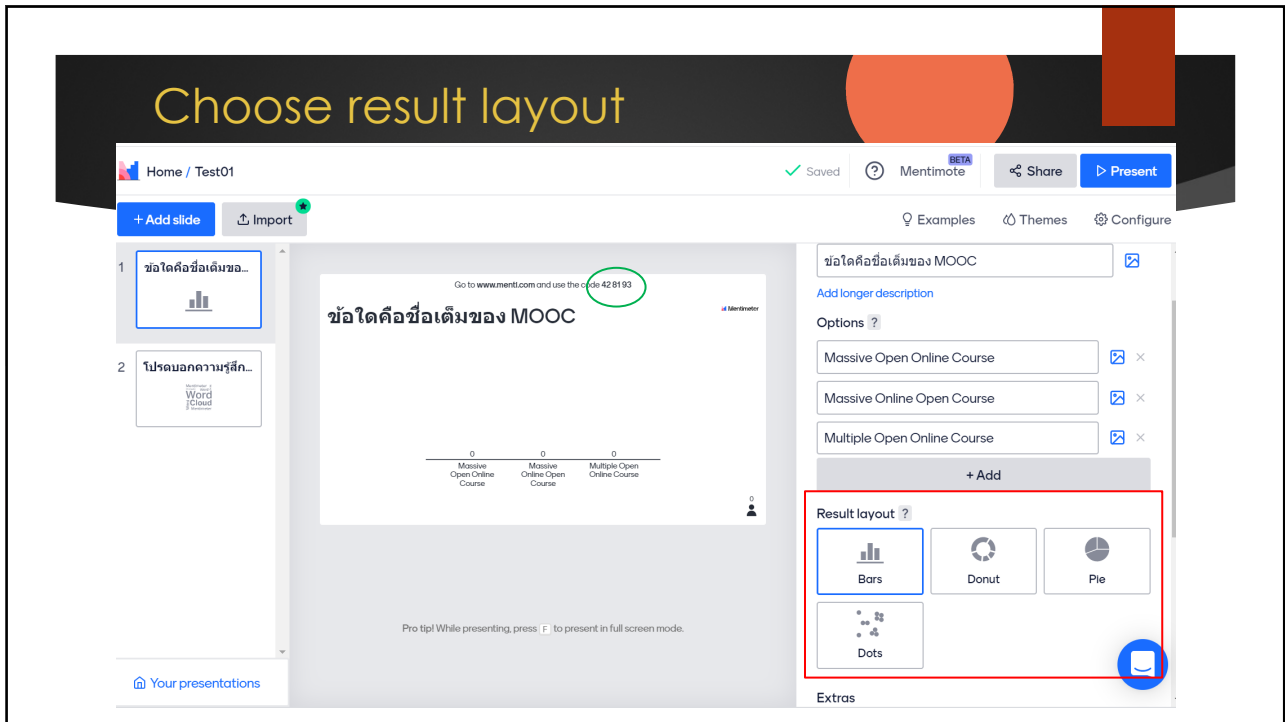 Choose result layout
Home / Test01
Saved
?
Mentimote
BETA
Share
Present
+ Add slide
Import
Examples
Themes
Configure
1
ข้อใดคือชื่อเต็มขอ...
2
โปรดบอกความรู้สึก...
Word
Cloud
Mentimeter
Your presentations
Go to www.menti.com and use the code 42 81 93
ข้อใดคือชื่อเต็มของ MOOC
Mentimeter
0
0
0
Massive
Open Online
Course
Massive
Online Open
Course
Multiple Open
Online Course
0
Pro tip! While presenting, press F to present in full screen mode.
ข้อใดคือชื่อเต็มของ MOOC
Add longer description
Options ?
Massive Open Online Course
Massive Online Open Course
Multiple Open Online Course
+ Add
Result layout ?
Bars
Donut
Pie
Dots
Extras